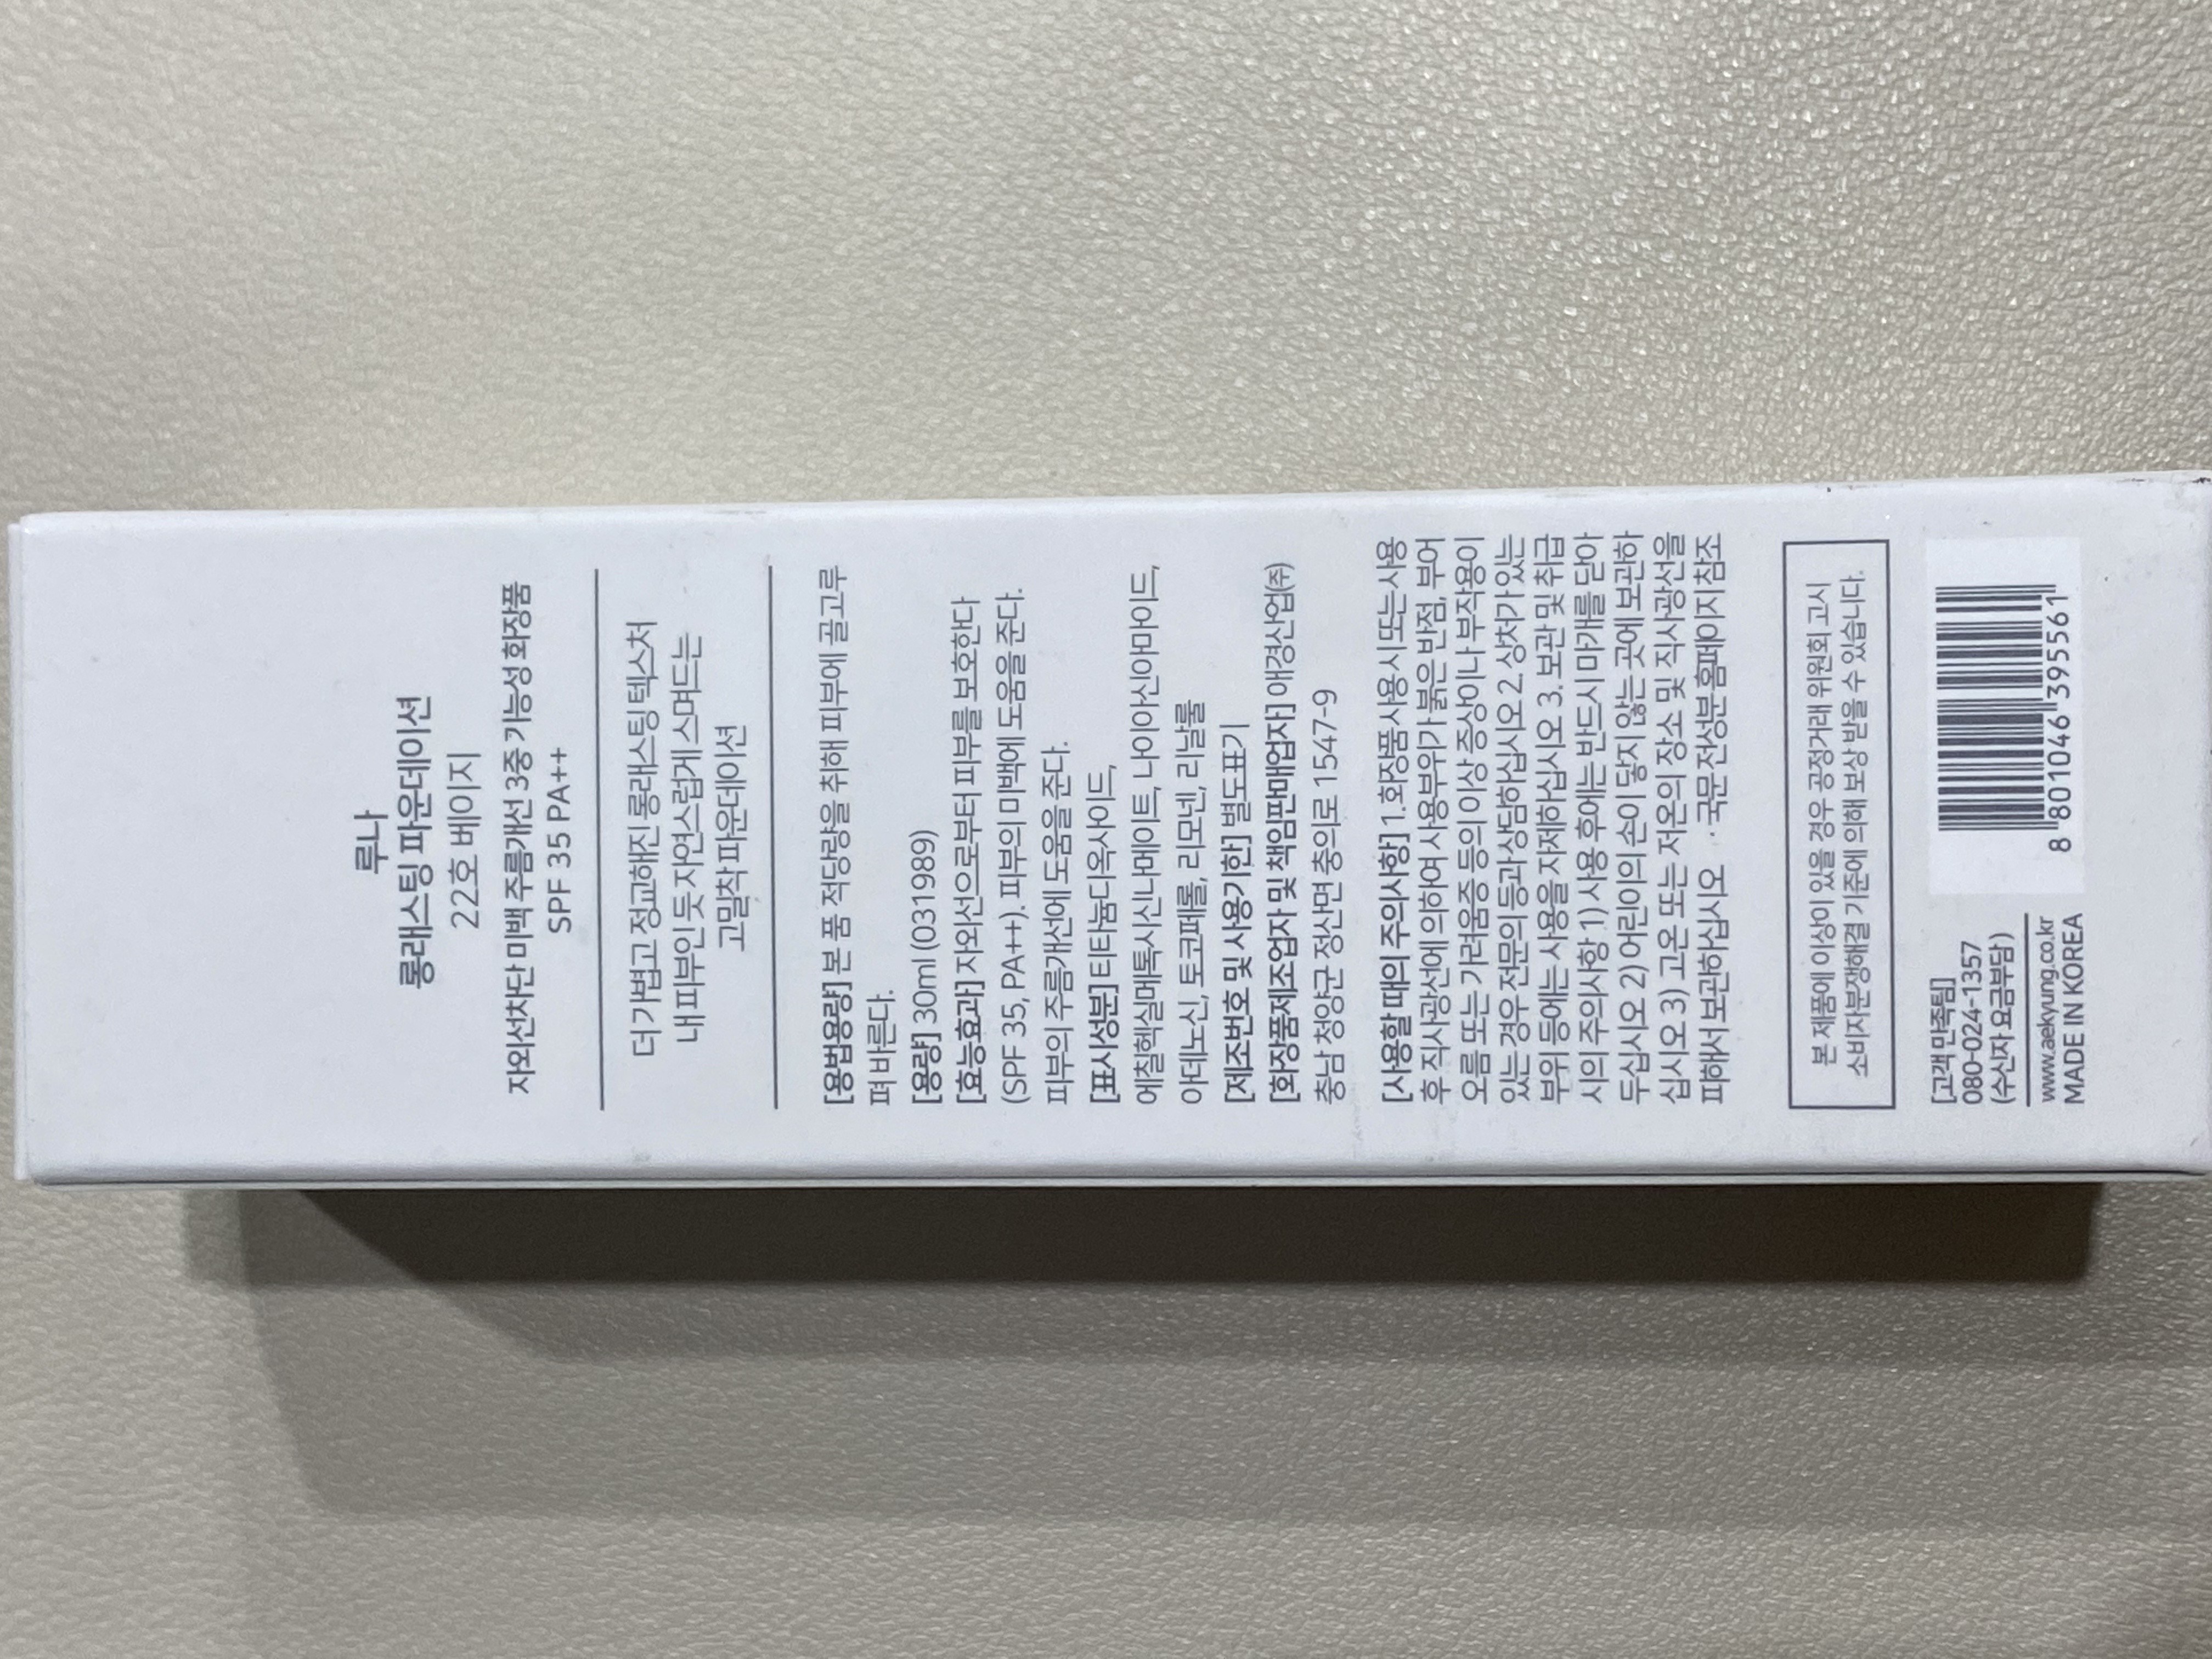 루나
롱래스팅 파운데이션
22호 베이지
자외선차단 미백 주름개선 3중 기능성 화장품
SPF 35 PA++
더 가볍고 정교해진 롱래스팅 텍스처
내 피부인 듯 자연스럽게 스며드는
고밀착 파운데이션
[용법용량] 본 품 적당량을 취해 피부에 골고루
펴 바른다.
[용량] 30ml (031989)
[효능효과] 자외선으로부터 피부를 보호한다
(SPF 35, PA++). 피부의 미백에 도움을 준다.
피부의 주름개선에 도움을 준다.
[표시성분] 티타늄디옥사이드,
에칠헥실메톡시신나메이트, 나이아신아마이드,
아데노신, 토코페롤, 리모넨, 리날룰
[제조번호 및 사용기한] 별도표기
[화장품제조업자 및 책임판매업자] 애경산업(주)
충남 청양군 정산면 충의로 1547-9
[사용할 때의 주의사항] 1.화장품 사용 시 또는 사용
후 직사광선에 의하여 사용부위가 붉은 반점, 부어
오름 또는 가려움증 등의 이상 증상이나 부작용이
있는 경우 전문의 등과 상담하십시오 2. 상처가 있는
부위 등에는 사용을 자제하십시오 3. 보관 및 취급
시의 주의사항 1) 사용 후에는 반드시 마개를 닫아
두십시오 2) 어린이의 손이 닿지 않는 곳에 보관하
십시오 3) 고온 또는 저온의 장소 및 직사광선을
피해서 보관하십시오 ·국문 전성분 홈페이지 참조
본 제품에 이상이 있을 경우 공정거래 위원회 고시
소비자분쟁해결 기준에 의해 보상 받을 수 있습니다.
[고객만족팀]
080-024-1357
(수신자 요금부담)
www.aekyung.co.kr
MADE IN KOREA
8 801046 395561